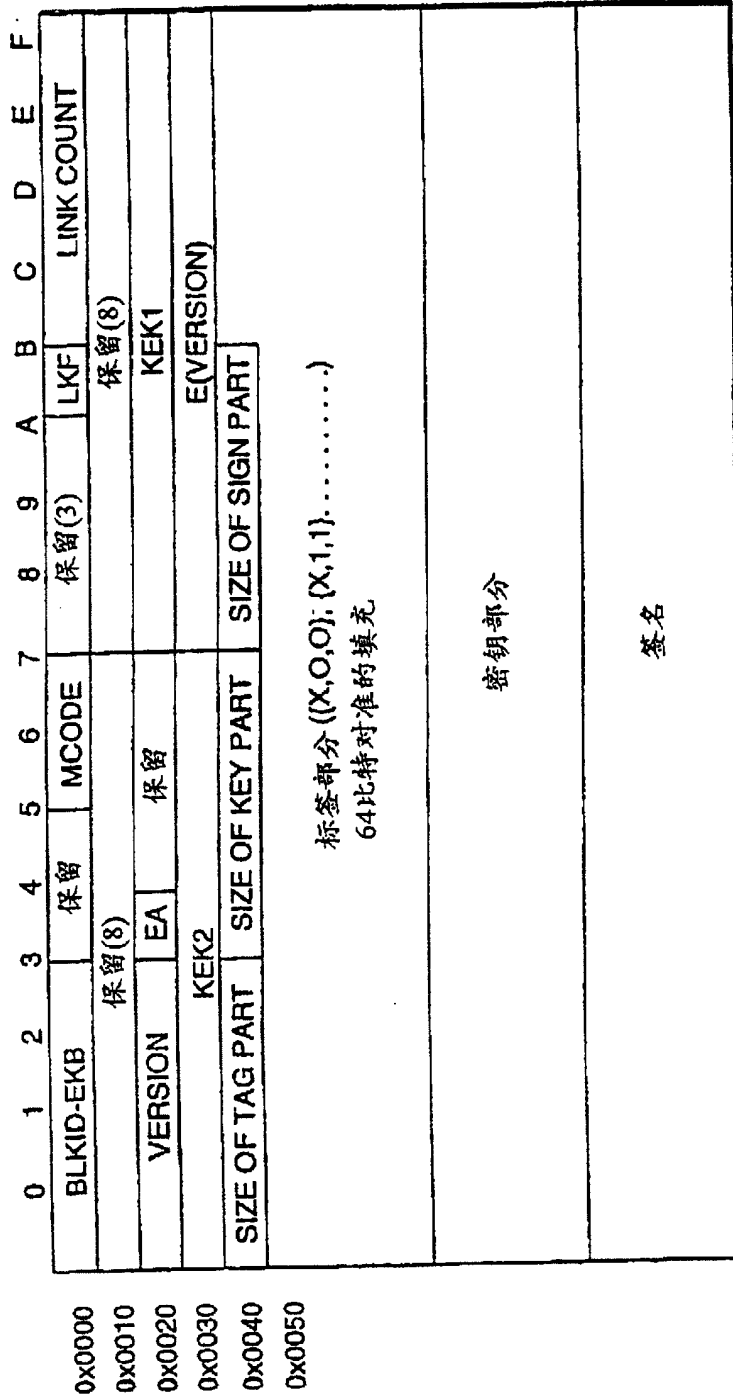 0 1 2 3 4 5 6 7 8 9 A B C D E F
0x0000 BLKID-EKB 保留 MCODE 保留(3) LKF LINK COUNT
0x0010 保留(8) 保留(8)
0x0020 VERSION EA 保留 KEK1
0x0030 KEK2 E(VERSION)
0x0040 SIZE OF TAG PART SIZE OF KEY PART SIZE OF SIGN PART
0x0050
标签部分({X,O,O}; {X,1,1}...........)
64比特对准的填充
密钥部分
签名